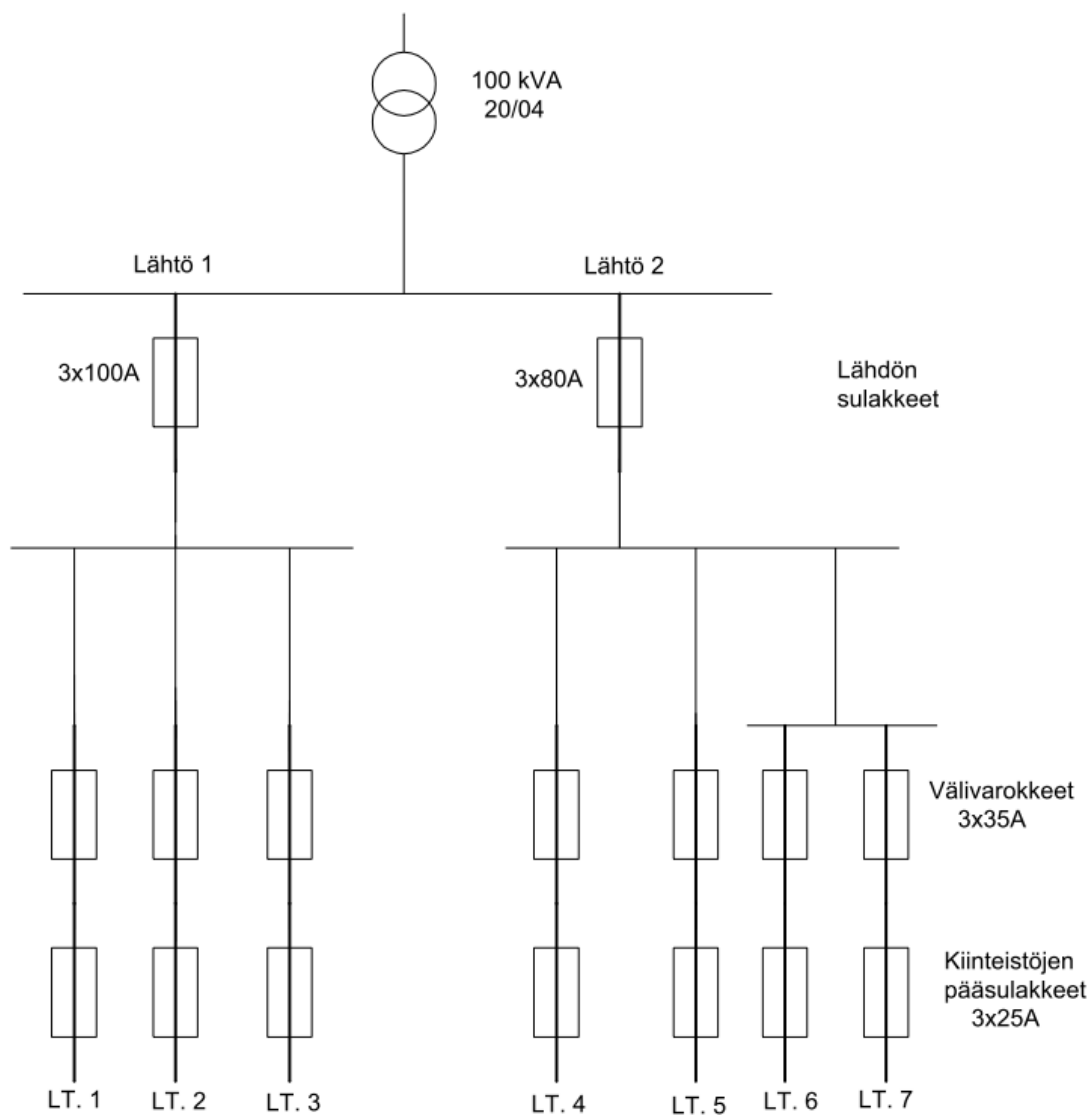 100 kVA
20/04
Lähtö 1
Lähtö 2
3x100A
3x80A
Lähdön
sulakkeet
Välivarokkeet
3x35A
Kiinteistöjen
pääsulakkeet
3x25A
LT. 1
LT. 2
LT. 3
LT. 4
LT. 5
LT. 6
LT. 7